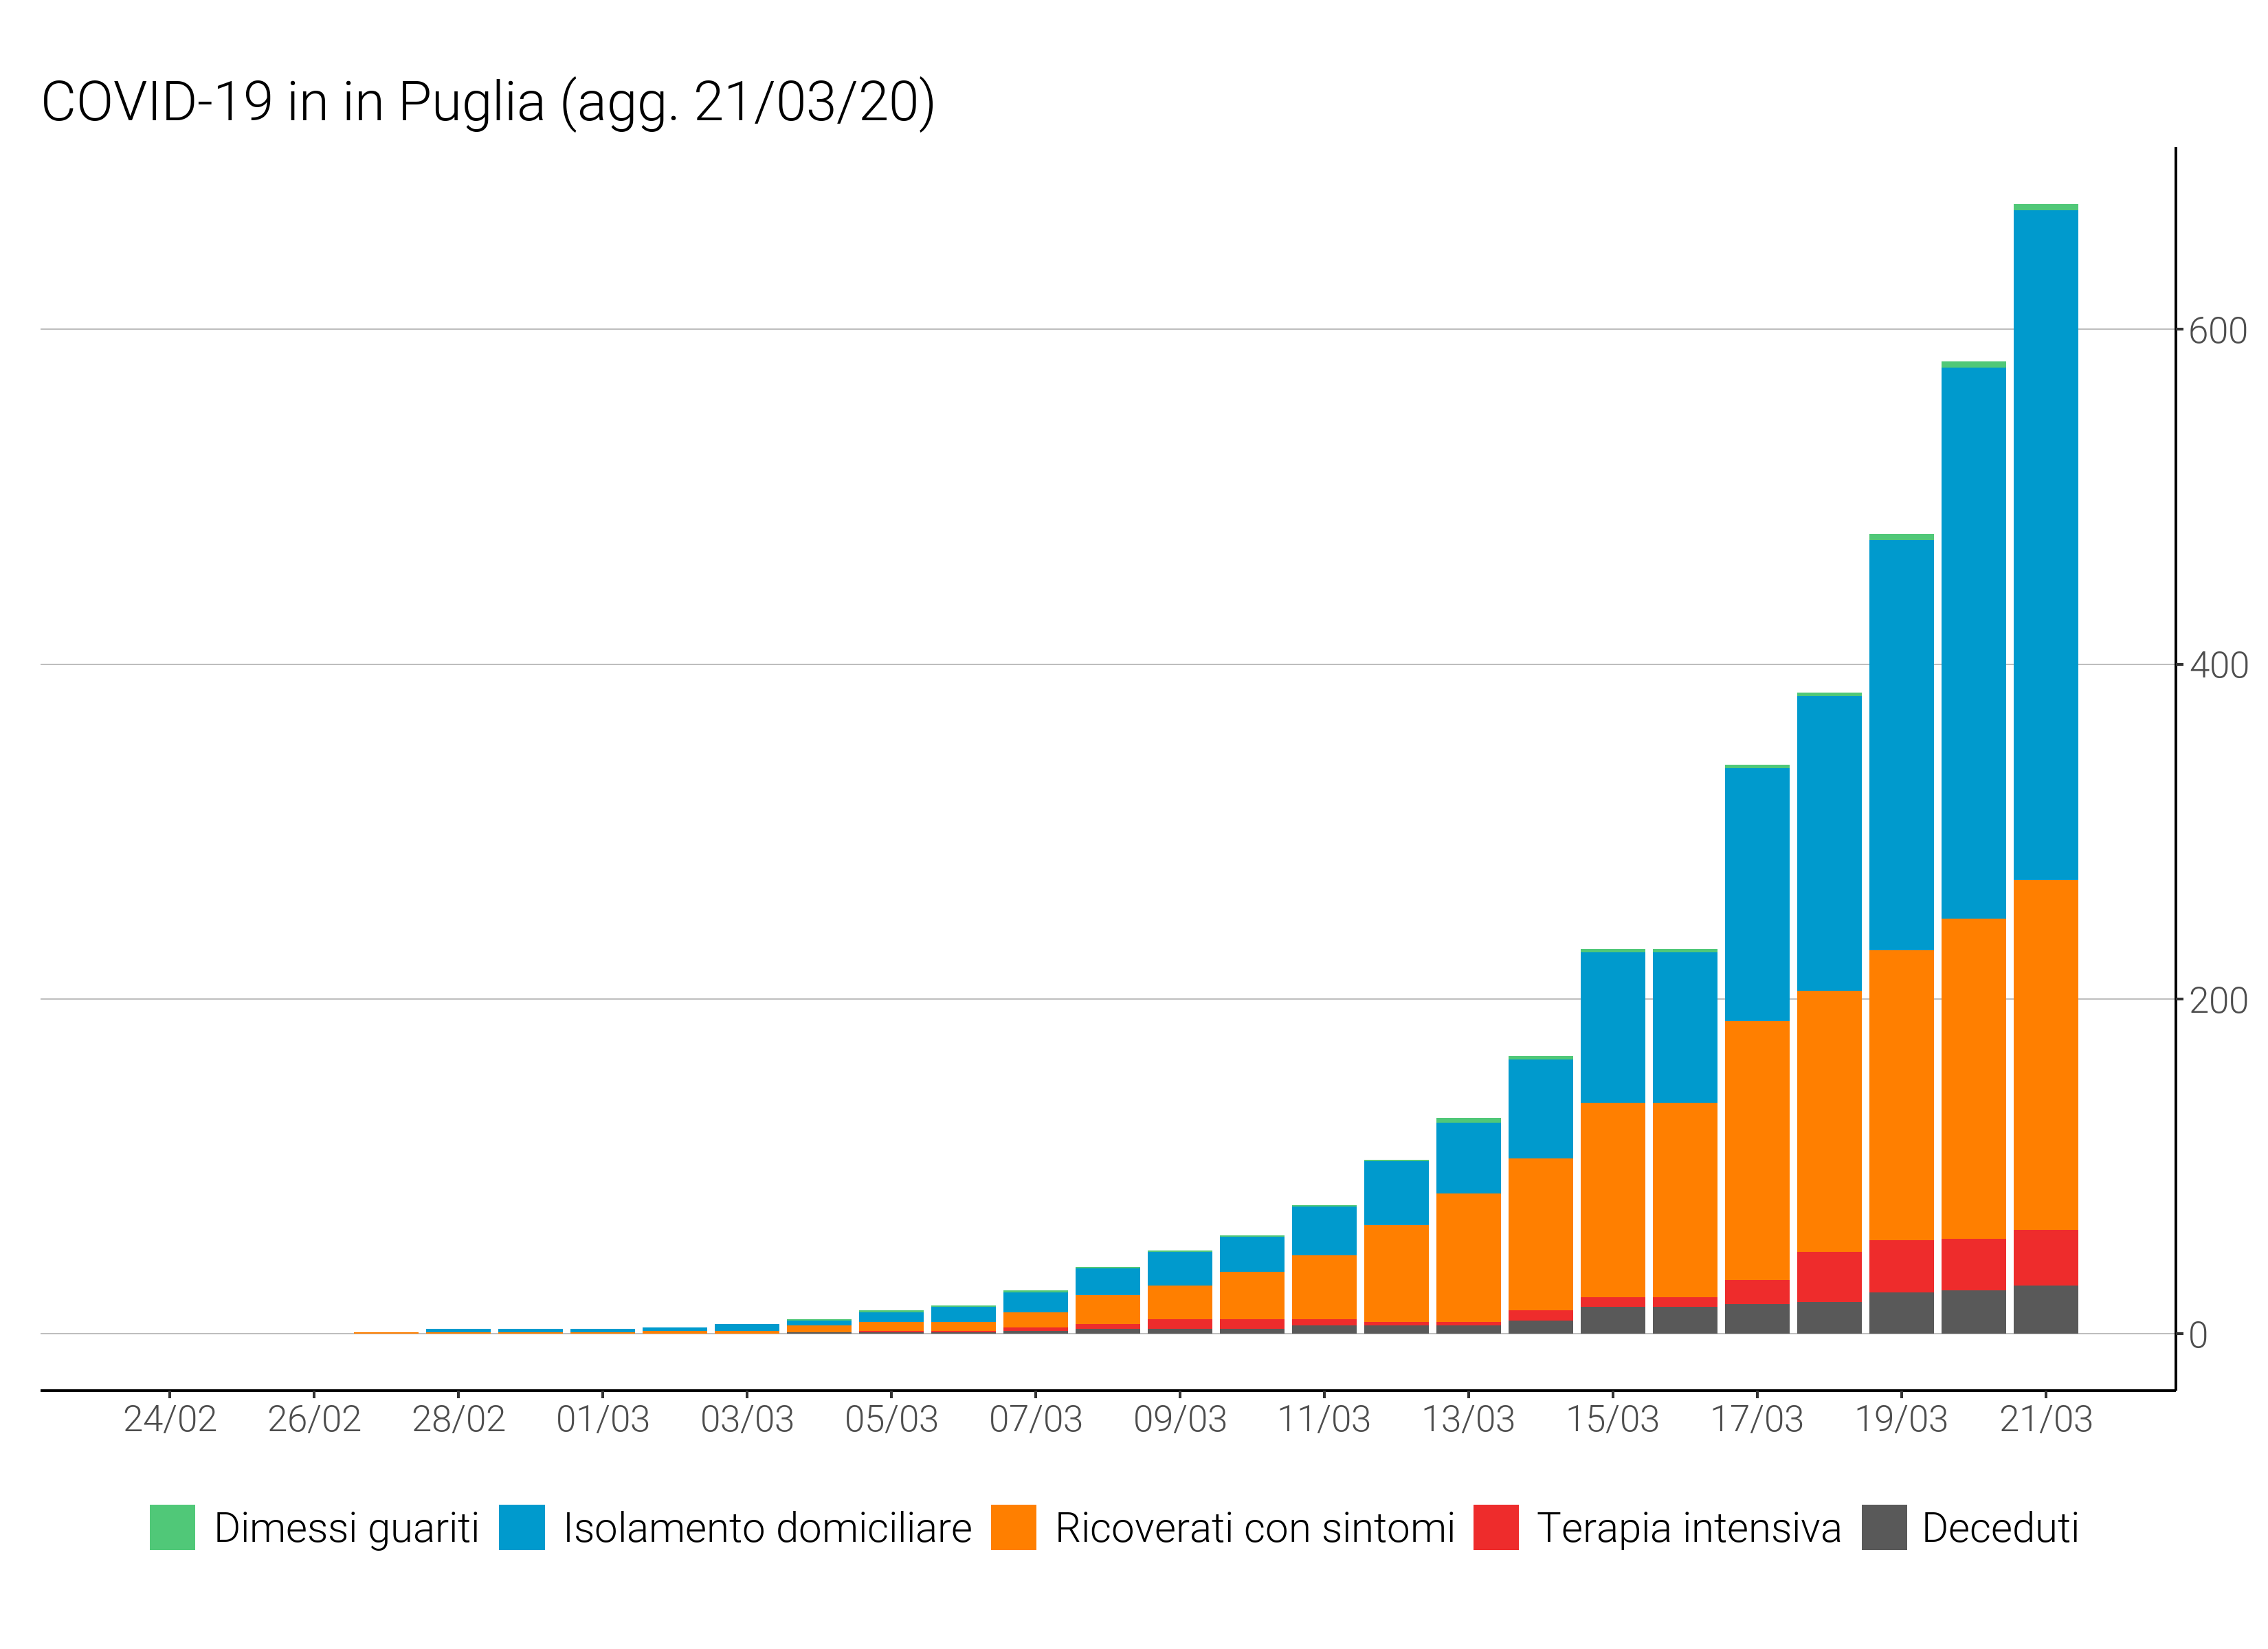 COVID-19 in in Puglia (agg. 21/03/20)
600
400
200
0
24/02 26/02 28/02 01/03 03/03 05/03 07/03 09/03 11/03 13/03 15/03 17/03 19/03 21/03
Dimessi guariti Isolamento domiciliare Ricoverati con sintomi Terapia intensiva Deceduti